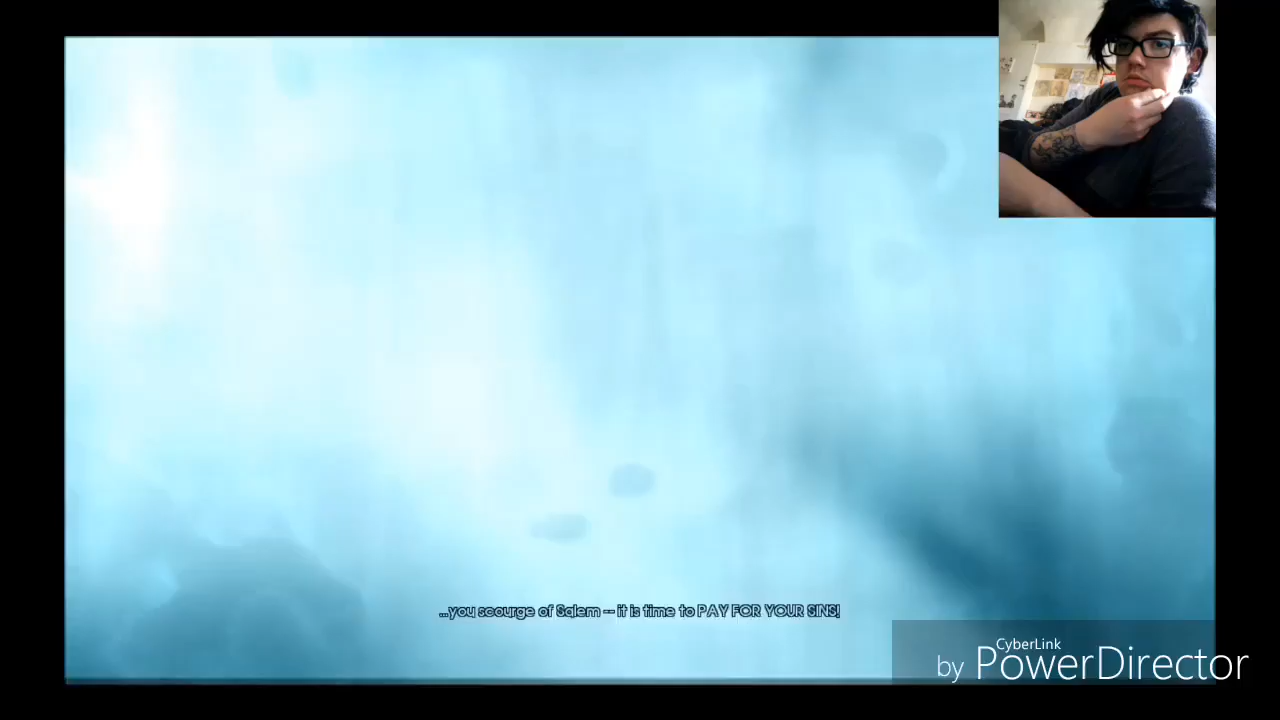 ...you scourge of Salem -- it is time to PAY FOR YOUR SINS!
CyberLink
by PowerDirector